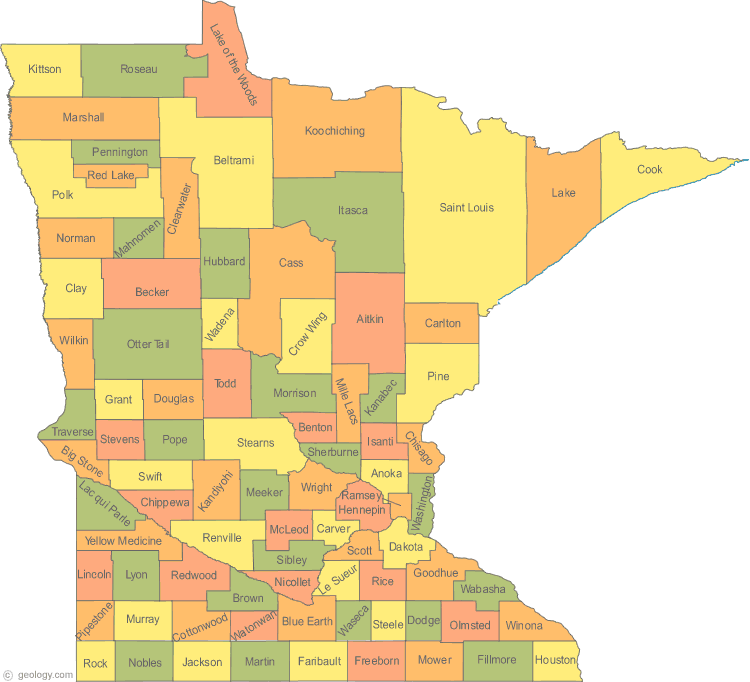 Kittson
Roseau
Lake of the Woods
Marshall
Koochiching
Beltrami
Pennington
Red Lake
Polk
Clearwater
Itasca
Saint Louis
Lake
Cook
Norman
Mahnomen
Hubbard
Cass
Clay
Becker
Wadena
Crow Wing
Aitkin
Carlton
Wilkin
Otter Tail
Pine
Todd
Morrison
Mille Lacs
Kanabec
Grant
Douglas
Traverse
Stevens
Pope
Stearns
Benton
Isanti
Chisago
Big Stone
Sherburne
Swift
Kandiyohi
Meeker
Wright
Anoka
Ramsey
Hennepin
Washington
Lac qui Parle
Chippewa
McLeod
Carver
Renville
Yellow Medicine
Sibley
Scott
Dakota
Lincoln
Lyon
Redwood
Nicollet
Le Sueur
Rice
Goodhue
Wabasha
Brown
Pipestone
Murray
Cottonwood
Watonwan
Blue Earth
Waseca
Steele
Dodge
Olmsted
Winona
Rock
Nobles
Jackson
Martin
Faribault
Freeborn
Mower
Fillmore
Houston
© geology.com